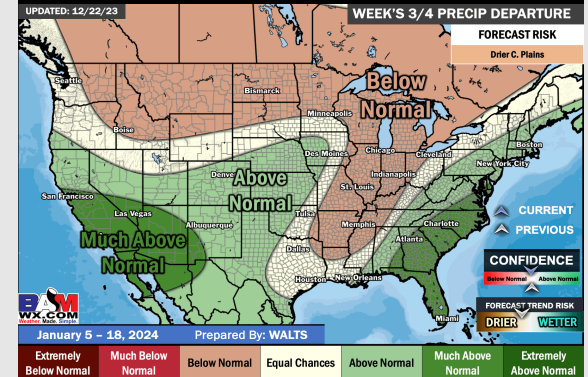 UPDATED: 12/22/23
WEEK'S 3/4 PRECIP DEPARTURE
FORECAST RISK
Drier C. Plains
Seattle
Below
Normal
Bismarck
Minneapolis
Boise
Boston
Des Moines
Chicago
Cleveland
New York City
Denver
Above
Normal
Indianapolis
San Francisco
St. Louis
Las Vegas
Tulsa
CURRENT
Albuquerque
Memphis
Charlotte
PREVIOUS
Much Above
Normal
Dallas
Atlanta
CONFIDENCE
Houston
New Orleans
Below Normal
Above Normal
BAM
WX.COM
Weather. Made. Simple.
FORECAST TREND RISK
DRIER
WETTER
Miami
January 5 - 18, 2024
Prepared By: WALTS
Extremely
Below Normal
Much Below
Normal
Below Normal
Equal Chances
Above Normal
Much Above
Normal
Extremely
Above Normal